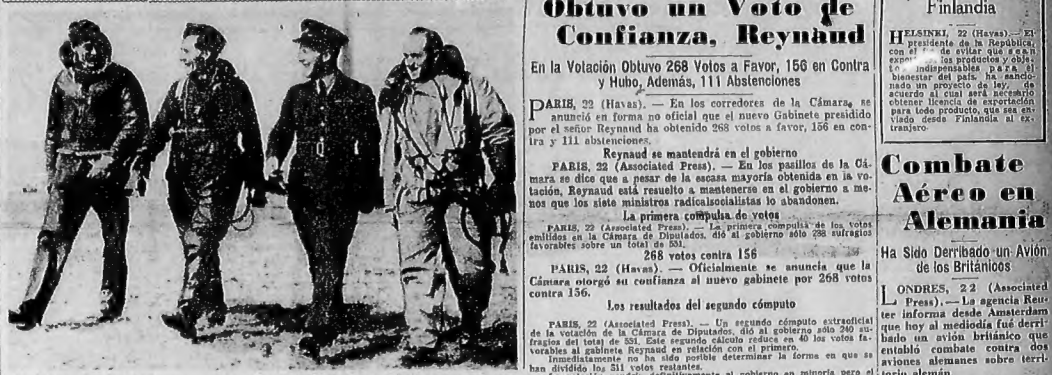 Obtuvo un Voto de
Confianza, Reynaud
En la Votación Obtuvo 268 Votos a Favor, 156 en Contra
y Hubo, Además, 111 Abstenciones
PARIS, 22 (Havas). — En los corredores de la Cámara, se
anunció en forma no oficial que el nuevo Gabinete presidido
por el señor Reynaud ha obtenido 268 votos a favor, 156 en con-
tra y 111 abstenciones.
Reynaud se mantendrá en el gobierno
PARIS, 22 (Associated Press). — En los pasillos de la Cá-
mara se dice que a pesar de la escasa mayoría obtenida en la vo-
tación, Reynaud está resuelto a mantenerse en el gobierno a me-
nos que los siete ministros radicalsocialistas lo abandonen.
La primera compulsa de votos
PARIS, 22 (Associated Press). — La primera compulsa de los votos
emitidos en la Cámara de Diputados, dió al gobierno sólo sufragios
favorables sobre un total de 531.
268 votos contra 156
PARIS, 22 (Havas). — Oficialmente se anuncia que la
Cámara otorgó su confianza al nuevo gabinete por 268 votos
contra 156.
Los resultados del segundo cómputo
PARIS, 22 (Associated Press). — Un segundo cómputo extraoficial
de la votación de la Cámara de Diputados, dió al gobierno sólo 240 su-
fragios del total de 531. Este segundo cálculo reduce en 40 los votos fa-
vorables al gabinete Reynaud en relación con el primero.
Inmediatamente no ha sido posible determinar la forma en que se
han dividido los 311 votos restantes.
al gobierno en minoría pero el
Finlandia
HELSINKI, 22 (Havas).— El
presidente de la República,
con el de evitar que sean
los productos y obje-
indispensables para el
bienestar del país, ha sancio-
nado un proyecto de ley, de
acuerdo al cual será necesario
obtener licencia de exportación
para todo producto, que sea en-
viado desde Finlandia al ex-
tranjero.
Combate
Aéreo en
Alemania
Ha Sido Derribado un Avión
de los Británicos
LONDRES, 22 (Associated
Press).— La agencia Reu-
ter informa desde Amsterdam
que hoy al mediodía fué derri-
bado un avión británico que
entabló combate contra dos
aviones alemanes sobre terri-
torio alemán.